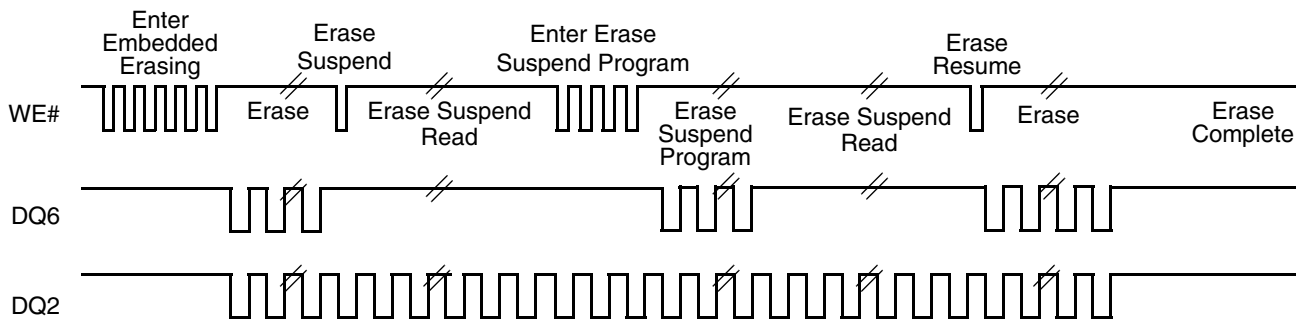 Enter
Embedded
Erasing
Erase
Suspend
Enter Erase
Suspend Program
Erase
Resume
WE#
Erase
Erase Suspend
Read
Erase
Suspend
Program
Erase Suspend
Read
Erase
Erase
Complete
DQ6
DQ2